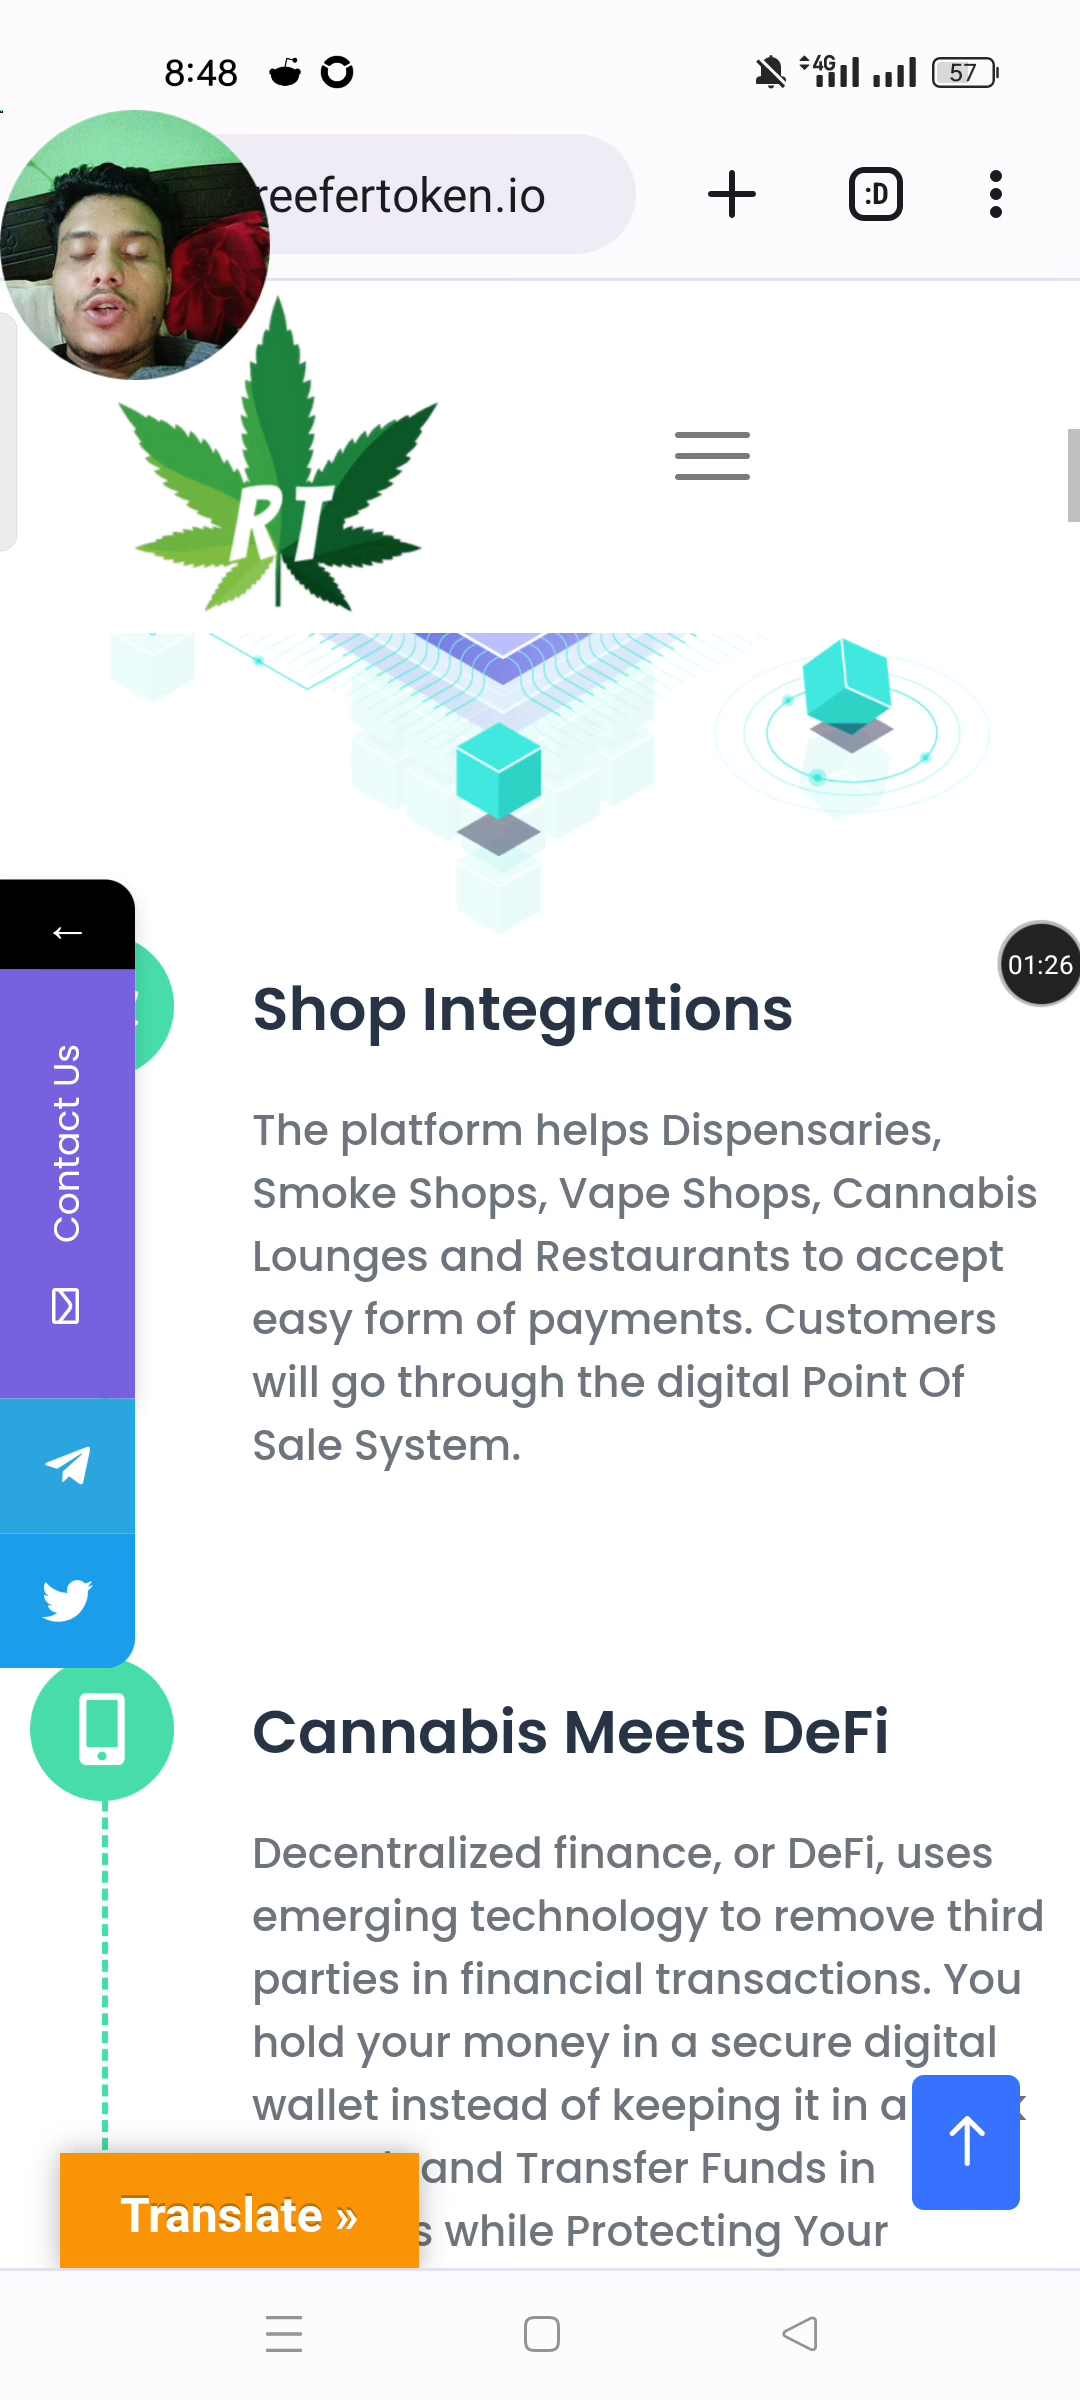 8:48
4G
57
reefertoken.io
:D
RT
01:26
Contact Us
Shop Integrations
The platform helps Dispensaries,
Smoke Shops, Vape Shops, Cannabis
Lounges and Restaurants to accept
easy form of payments. Customers
will go through the digital Point Of
Sale System.
Cannabis Meets DeFi
Decentralized finance, or DeFi, uses
emerging technology to remove third
parties in financial transactions. You
hold your money in a secure digital
wallet instead of keeping it in a
and Transfer Funds in
while Protecting Your
Translate »